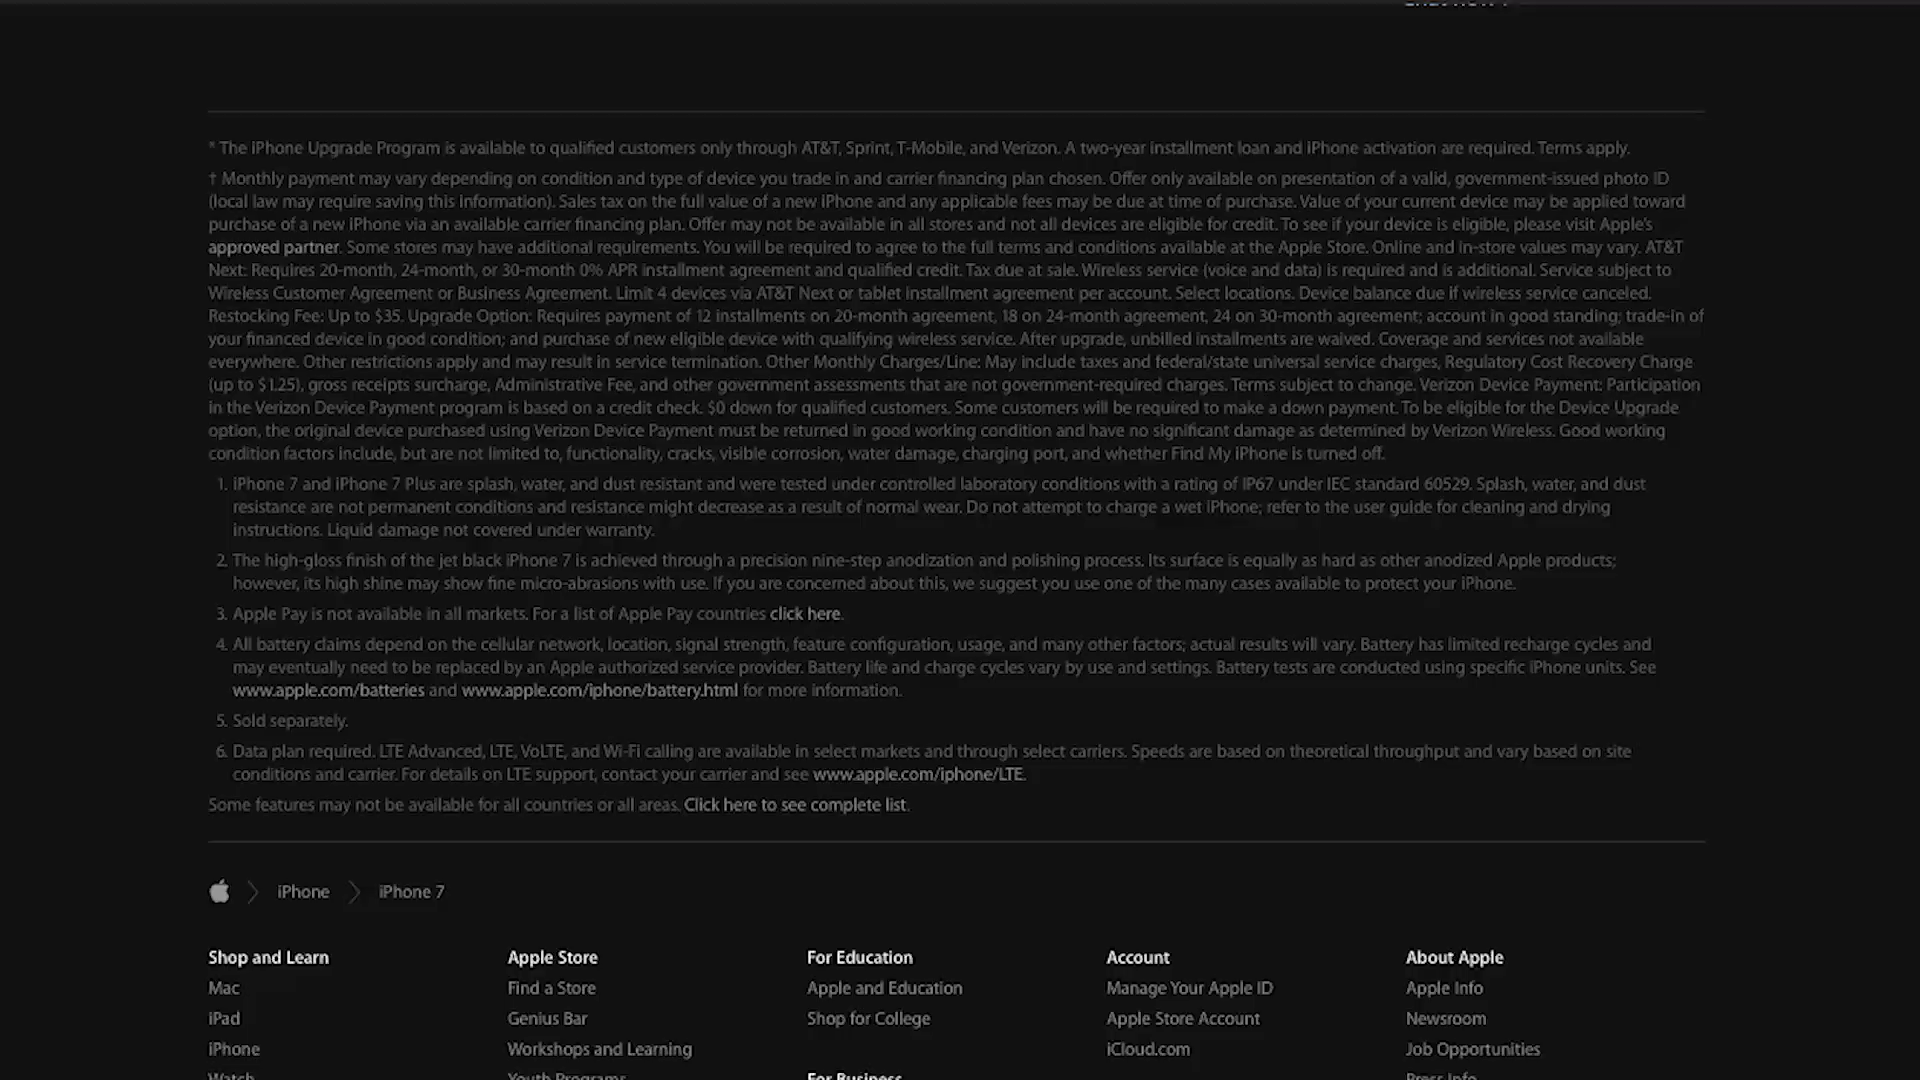 * The iPhone Upgrade Program is available to qualified customers only through AT&T, Sprint, T-Mobile, and Verizon. A two-year installment loan and iPhone activation are required. Terms apply.
† Monthly payment may vary depending on condition and type of device you trade in and carrier financing plan chosen. Offer only available on presentation of a valid, government-issued photo ID
(local law may require saving this information). Sales tax on the full value of a new iPhone and any applicable fees may be due at time of purchase. Value of your current device may be applied toward
purchase of a new iPhone via an available carrier financing plan. Offer may not be available in all stores and not all devices are eligible for credit. To see if your device is eligible, please visit Apple's
approved partner. Some stores may have additional requirements. You will be required to agree to the full terms and conditions available at the Apple Store. Online and in-store values may vary. AT&T
Next: Requires 20-month, 24-month, or 30-month 0% APR installment agreement and qualified credit. Tax due at sale. Wireless service (voice and data) is required and is additional. Service subject to
Wireless Customer Agreement or Business Agreement. Limit 4 devices via AT&T Next or tablet installment agreement per account. Select locations. Device balance due if wireless service canceled.
Restocking Fee: Up to $35. Upgrade Option: Requires payment of 12 installments on 20-month agreement, 18 on 24-month agreement, 24 on 30-month agreement; account in good standing; trade-in of
your financed device in good condition; and purchase of new eligible device with qualifying wireless service. After upgrade, unbilled installments are waived. Coverage and services not available
everywhere. Other restrictions apply and may result in service termination. Other Monthly Charges/Line: May include taxes and federal/state universal service charges, Regulatory Cost Recovery Charge
(up to $1.25), gross receipts surcharge, Administrative Fee, and other government assessments that are not government-required charges. Terms subject to change. Verizon Device Payment: Participation
in the Verizon Device Payment program is based on a credit check. $0 down for qualified customers. Some customers will be required to make a down payment. To be eligible for the Device Upgrade
option, the original device purchased using Verizon Device Payment must be returned in good working condition and have no significant damage as determined by Verizon Wireless. Good working
condition factors include, but are not limited to, functionality, cracks, visible corrosion, water damage, charging port, and whether Find My iPhone is turned off.
1. iPhone 7 and iPhone 7 Plus are splash, water, and dust resistant and were tested under controlled laboratory conditions with a rating of IP67 under IEC standard 60529. Splash, water, and dust
resistance are not permanent conditions and resistance might decrease as a result of normal wear. Do not attempt to charge a wet iPhone; refer to the user guide for cleaning and drying
instructions. Liquid damage not covered under warranty.
2. The high-gloss finish of the jet black iPhone 7 is achieved through a precision nine-step anodization and polishing process. Its surface is equally as hard as other anodized Apple products;
however, its high shine may show fine micro-abrasions with use. If you are concerned about this, we suggest you use one of the many cases available to protect your iPhone.
3. Apple Pay is not available in all markets. For a list of Apple Pay countries click here.
4. All battery claims depend on the cellular network, location, signal strength, feature configuration, usage, and many other factors; actual results will vary. Battery has limited recharge cycles and
may eventually need to be replaced by an Apple authorized service provider. Battery life and charge cycles vary by use and settings. Battery tests are conducted using specific iPhone units. See
www.apple.com/batteries and www.apple.com/iphone/battery.html for more information.
5. Sold separately.
6. Data plan required. LTE Advanced, LTE, VoLTE, and Wi-Fi calling are available in select markets and through select carriers. Speeds are based on theoretical throughput and vary based on site
conditions and carrier. For details on LTE support, contact your carrier and see www.apple.com/iphone/LTE.
Some features may not be available for all countries or all areas. Click here to see complete list.
iPhone
iPhone 7
Shop and Learn
Mac
iPad
iPhone
Watch
Apple Store
Find a Store
Genius Bar
Workshops and Learning
Youth Programs
For Education
Apple and Education
Shop for College
For Business
Account
Manage Your Apple ID
Apple Store Account
iCloud.com
About Apple
Apple Info
Newsroom
Job Opportunities
Press Info